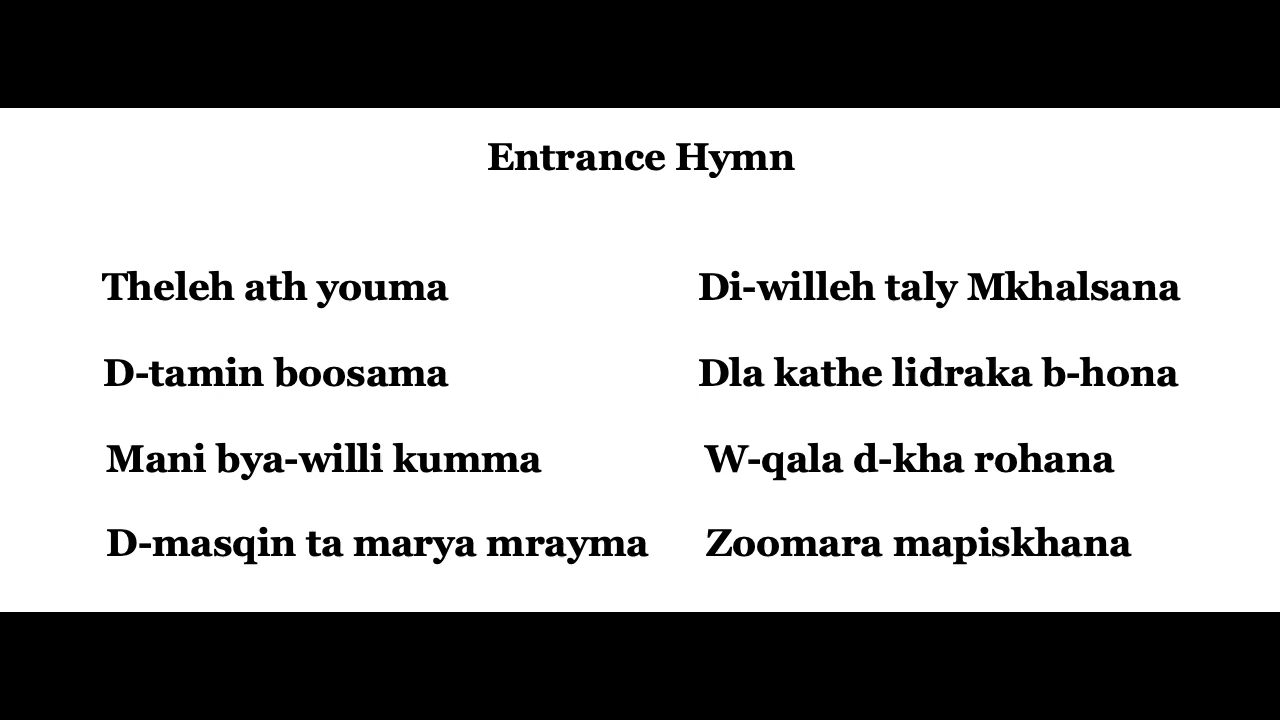 Entrance Hymn
Theleh ath youma
D-tamin boosama
Mani bya-willi kumma
D-masqin ta marya mrayma
Di-willeh taly Mkhalsana
Dla kathe lidraka b-hona
W-qala d-kha rohana
Zoomara mapiskhana